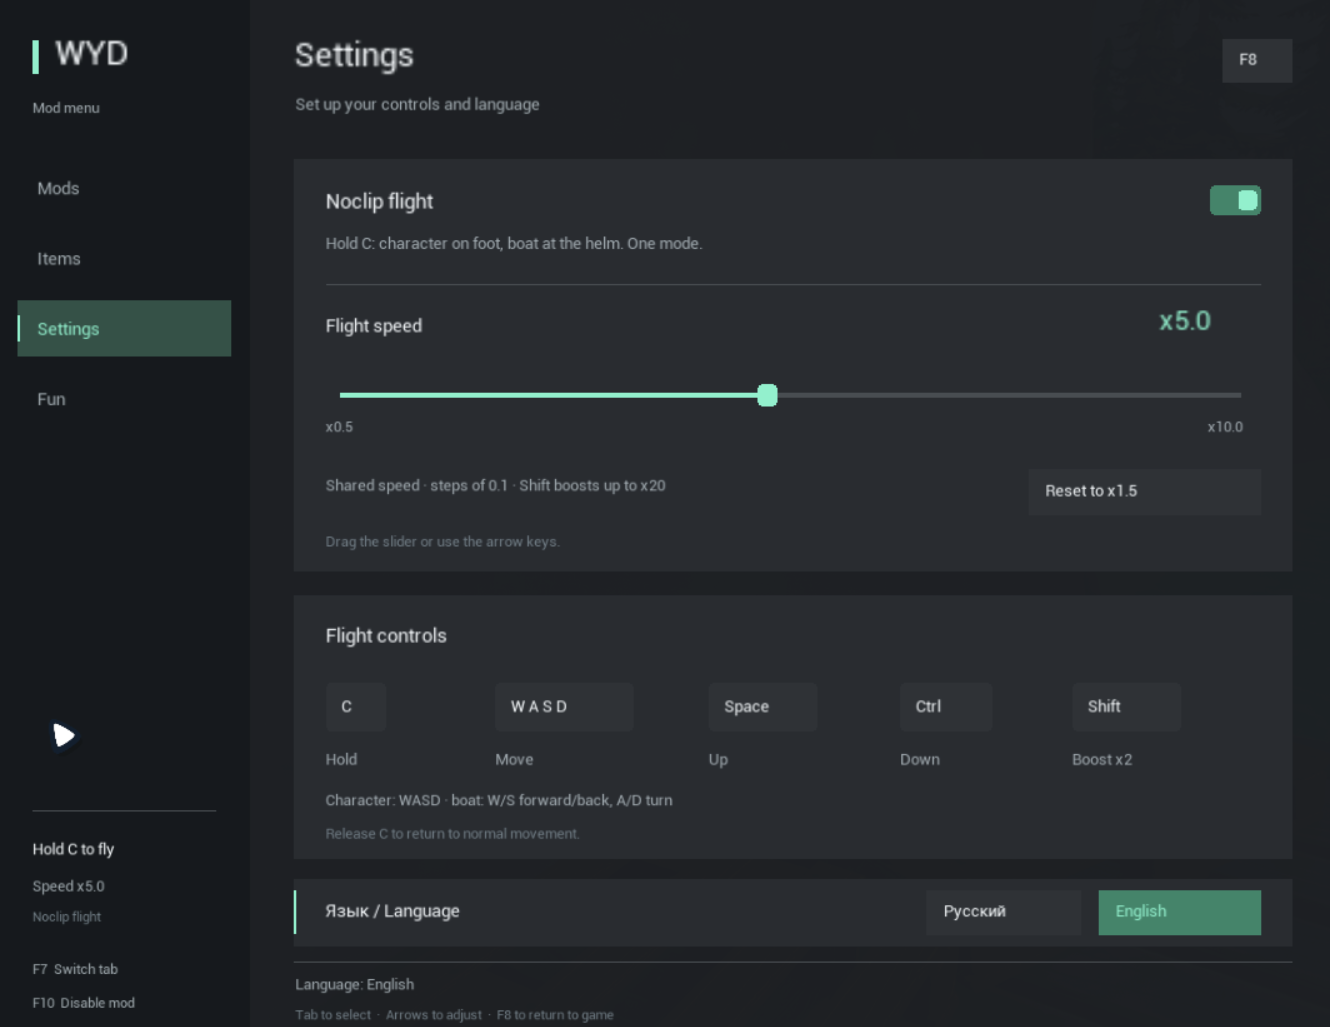 WYD
Mod menu
Mods
Items
Settings
Fun
Hold C to fly
Speed x5.0
Noclip flight
F7 Switch tab
F10 Disable mod
Settings
F8
Set up your controls and language
Noclip flight
Hold C: character on foot, boat at the helm. One mode.
Flight speed
x5.0
x0.5
x10.0
Shared speed · steps of 0.1 · Shift boosts up to x20
Reset to x1.5
Drag the slider or use the arrow keys.
Flight controls
C
W A S D
Space
Ctrl
Shift
Hold
Move
Up
Down
Boost x2
Character: WASD · boat: W/S forward/back, A/D turn
Release C to return to normal movement.
Язык / Language
Русский
English
Language: English
Tab to select · Arrows to adjust · F8 to return to game